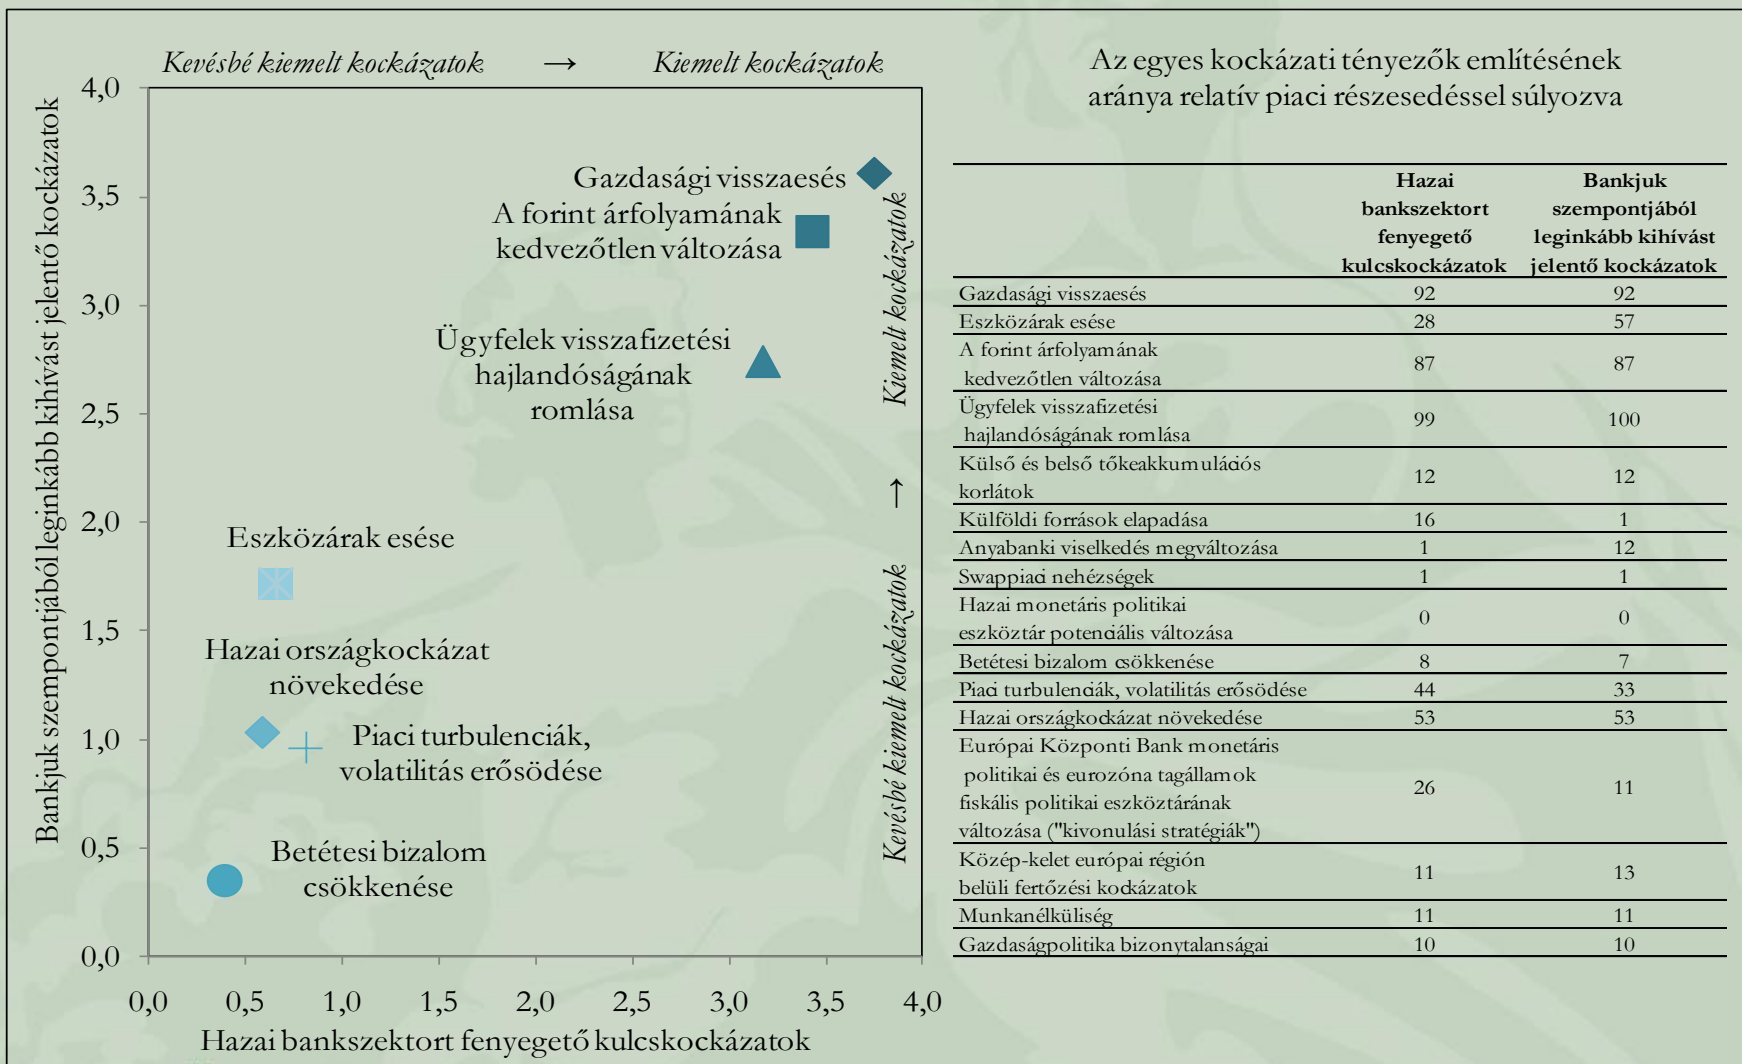 Kevésbé kiemelt kockázatok → Kiemelt kockázatok
Bankjuk szempontjából leginkább kihívást jelentő kockázatok
4,0
3,5
3,0
2,5
2,0
1,5
1,0
0,5
0,0
Gazdasági visszaesés
A forint árfolyamának
kedvezőtlen változása
Ügyfelek visszafizetési
hajlandóságának
romlása
Eszközárak esése
Hazai országkockázat
növekedése
Piaci turbulenciák,
volatilitás erősödése
Betétesi bizalom
csökkenése
Kevésbé kiemelt kockázatok → Kiemelt kockázatok
0,0 0,5 1,0 1,5 2,0 2,5 3,0 3,5 4,0
Hazai bankszektort fenyegető kulcskockázatok
Az egyes kockázati tényezők említésének
aránya relatív piaci részesedéssel súlyozva
Hazai Bankjuk
bankszektort szempontjából
fenyegető leginkább kihívást
kulcskockázatok jelentő kockázatok
Gazdasági visszaesés 92 92
Eszközárak esése 28 57
A forint árfolyamának
kedvezőtlen változása 87 87
Ügyfelek visszafizetési
hajlandóságának romlása 99 100
Külső és belső tőkeakkumulációs
korlátok 12 12
Külföldi források elapadása 16 1
Anyabanki viselkedés megváltozása 1 12
Swappiaci nehézségek 1 1
Hazai monetáris politikai
eszköztár potenciális változása 0 0
Betétesi bizalom csökkenése 8 7
Piaci turbulenciák, volatilitás erősödése 44 33
Hazai országkockázat növekedése 53 53
Európai Központi Bank monetáris
politikai és eurozóna tagállamok
fiskális politikai eszköztárának 26 11
változása ("kivonulási stratégiák")
Közép-kelet európai régión
belüli fertőzési kockázatok 11 13
Munkanélküliség 11 11
Gazdaságpolitika bizonytalanságai 10 10